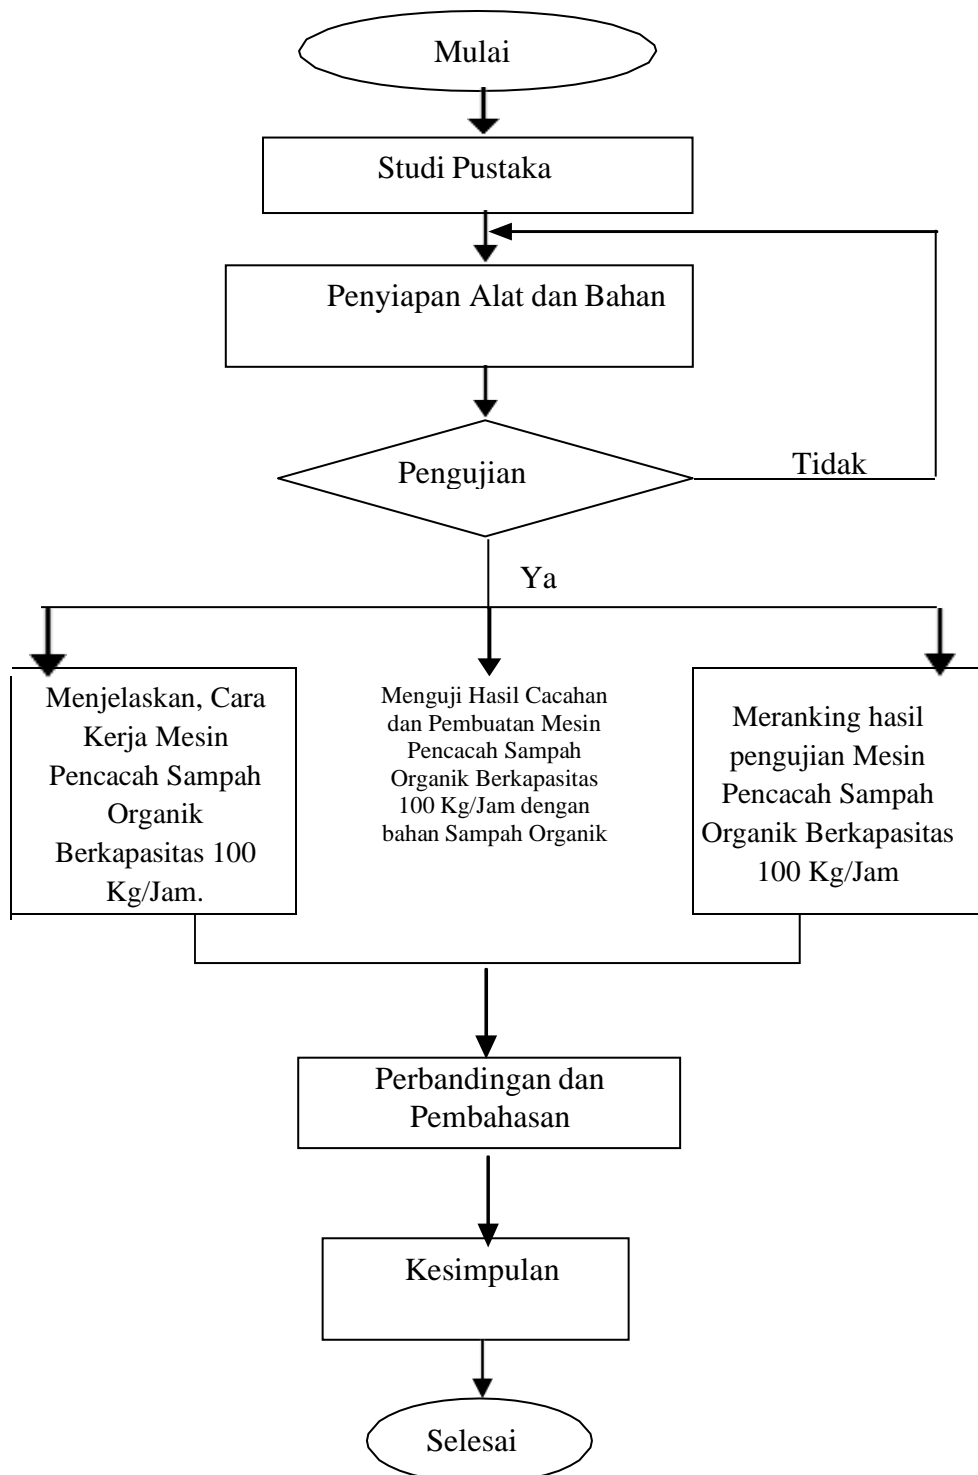 Mulai
Studi Pustaka
Penyiapan Alat dan Bahan
Pengujian
Tidak
Ya
Menjelaskan, Cara
Kerja Mesin
Pencacah Sampah
Organik
Berkapasitas 100
Kg/Jam.
Menguji Hasil Cacahan
dan Pembuatan Mesin
Pencacah Sampah
Organik Berkapasitas
100 Kg/Jam dengan
bahan Sampah Organik
Meranking hasil
pengujian Mesin
Pencacah Sampah
Organik Berkapasitas
100 Kg/Jam
Perbandingan dan
Pembahasan
Kesimpulan
Selesai